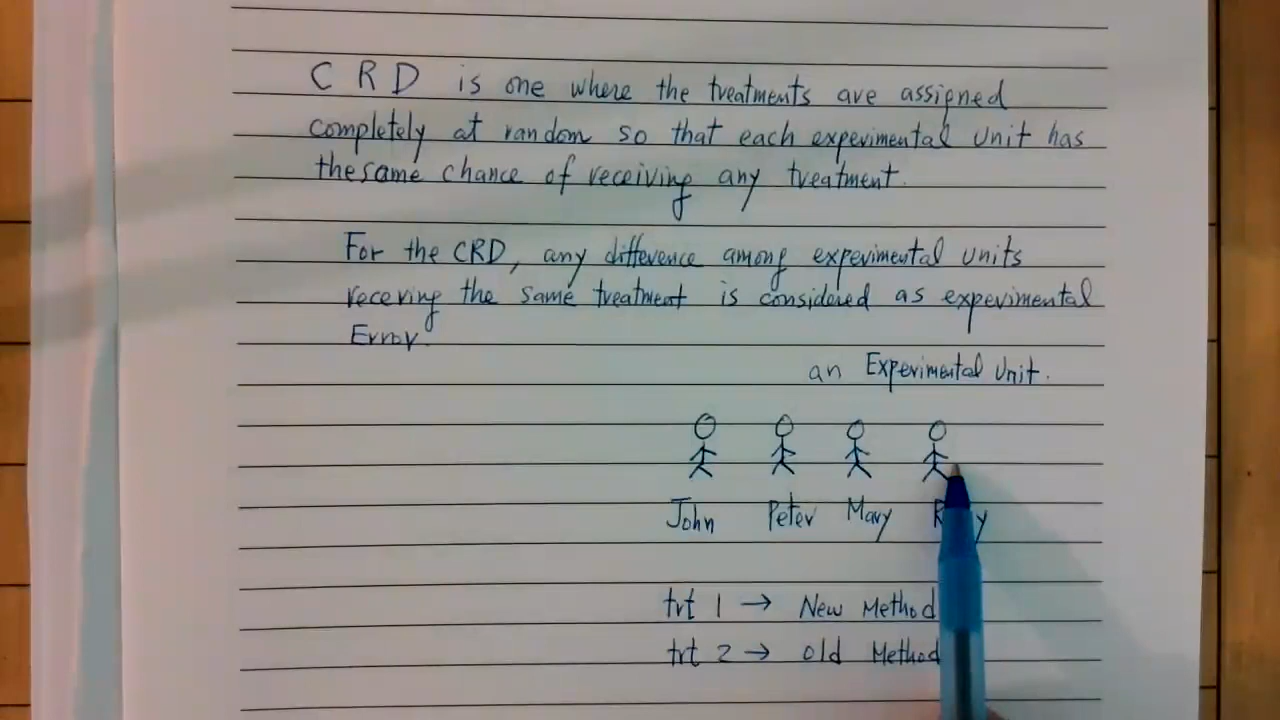 CRD is one where the treatments are assigned
completely at random so that each experimental Unit has
the same chance of receiving any treatment.
For the CRD, any difference among experimental units
receving the same treatment is considered as experimental
Error.
an Experimental Unit.
John Peter Mary
trt 1 → New Method
trt 2 → old Method